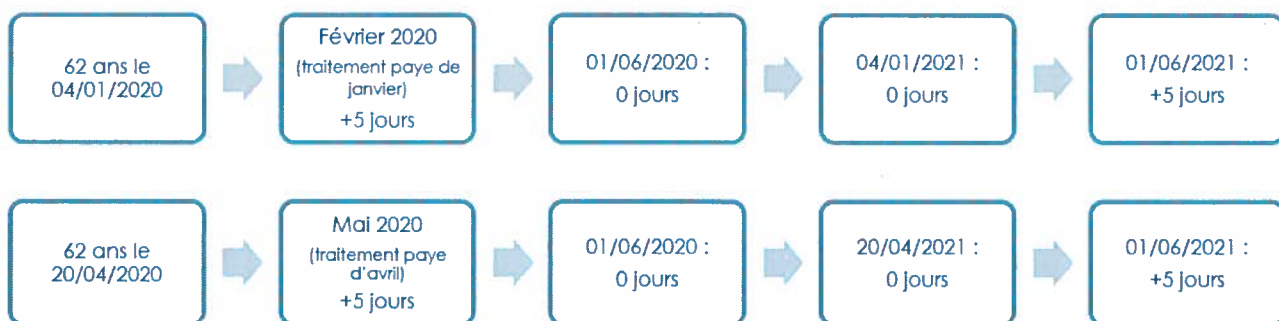 62 ans le
04/01/2020
Février 2020
(traitement paye de
janvier)
+5 jours
01/06/2020 :
0 jours
04/01/2021 :
0 jours
01/06/2021 :
+5 jours
62 ans le
20/04/2020
Mai 2020
(traitement paye
d'avril)
+5 jours
01/06/2020 :
0 jours
20/04/2021 :
0 jours
01/06/2021 :
+5 jours